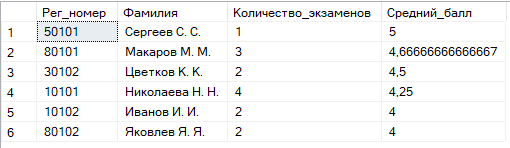 Рег_номер Фамилия Количество_экзаменов Средний_балл
1 50101 Сергеев С. С. 1 5
2 80101 Макаров М. М. 3 4,66666666666667
3 30102 Цветков К. К. 2 4,5
4 10101 Николаева Н. Н. 4 4,25
5 10102 Иванов И. И. 2 4
6 80102 Яковлев Я. Я. 2 4